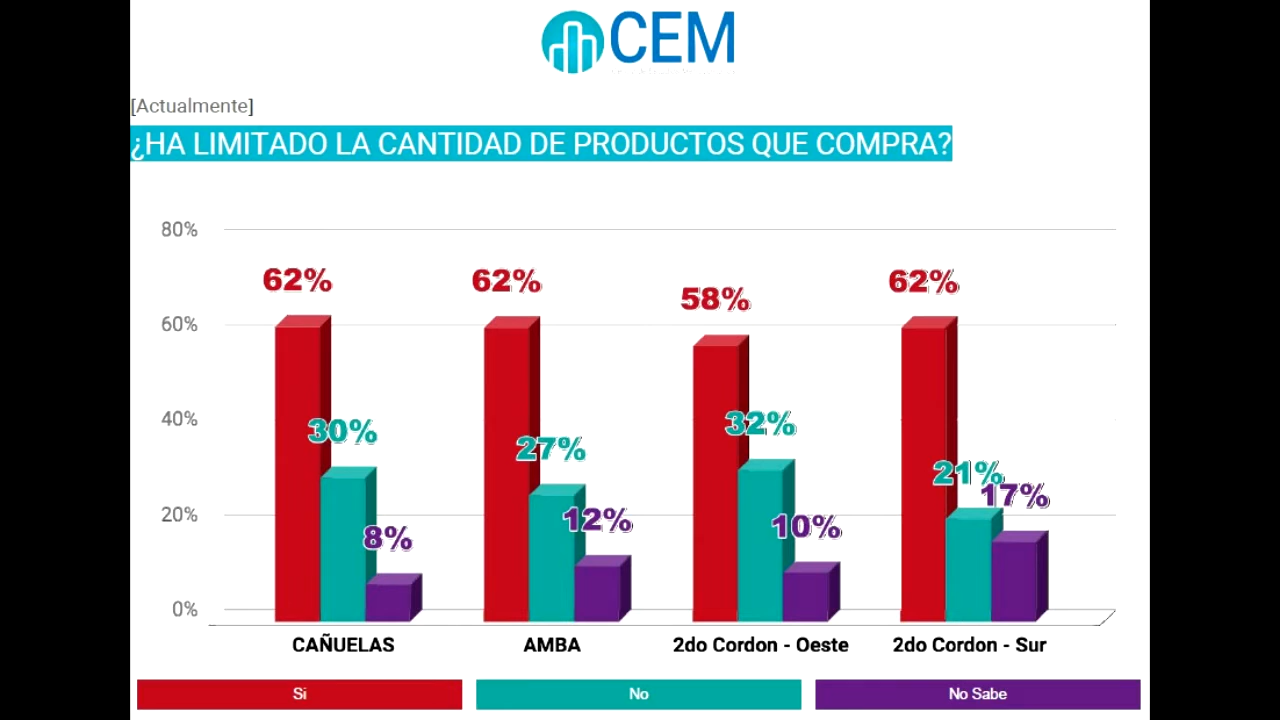 CEM
[Actualmente]
¿HA LIMITADO LA CANTIDAD DE PRODUCTOS QUE COMPRA?
80%
60%
40%
20%
0%
62%
30%
8%
62%
27%
12%
58%
32%
10%
62%
21%
17%
CAÑUELAS
AMBA
2do Cordon - Oeste
2do Cordon - Sur
Si
No
No Sabe